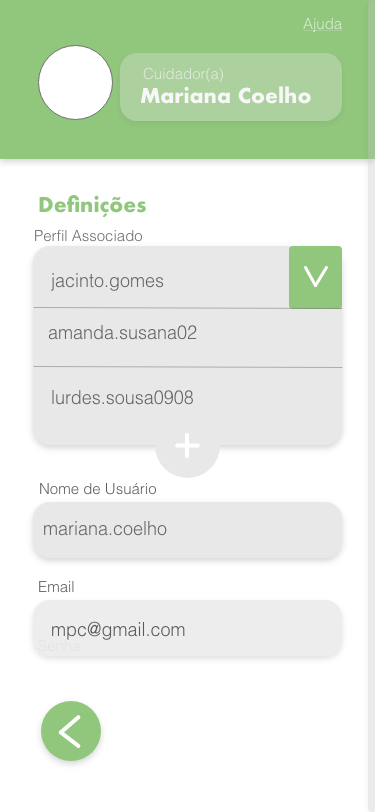 Ajuda
Cuidador(a)
Mariana Coelho
Definições
Perfil Associado
jacinto.gomes
amanda.susana02
lurdes.sousa0908
Nome de Usuário
mariana.coelho
Email
mpc@gmail.com
Senha